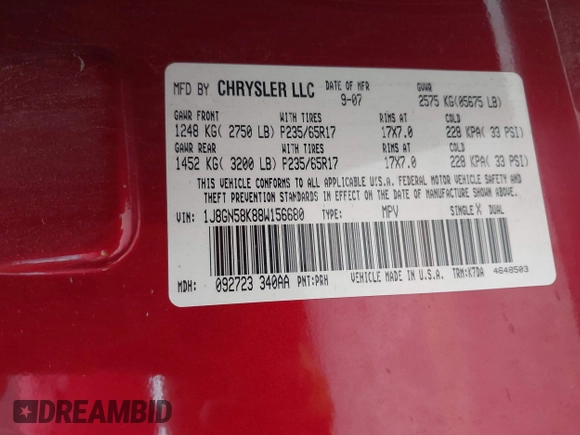 MFD BY CHRYSLER LLC DATE OF MFR GVWR
9-07 2575 KG(05675 LB)
GAWR FRONT WITH TIRES RIMS AT COLD
1248 KG( 2750 LB) P235/65R17 17X7.0 228 KPA( 33 PSI)
GAWR REAR WITH TIRES RIMS AT COLD
1452 KG( 3200 LB) P235/65R17 17X7.0 228 KPA( 33 PSI)
THIS VEHICLE CONFORMS TO ALL APPLICABLE U.S.A. FEDERAL MOTOR VEHICLE SAFETY AND
THEFT PREVENTION STANDARDS IN EFFECT ON THE DATE OF MANUFACTURE SHOWN ABOVE.
VIN: 1J8GN58K88W156680 TYPE: MPV SINGLE X DUAL
MDH: 092723 340AA PNT:PRH VEHICLE MADE IN U.S.A. TRM:K7DA 4648503
DREAMBID